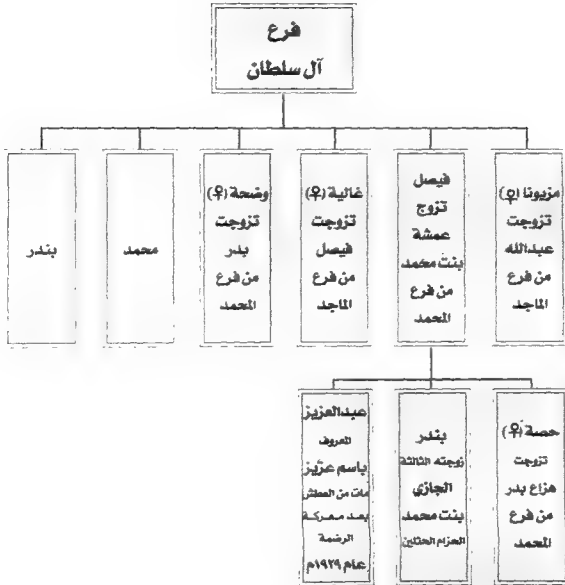 فرع
آل سلطان
مزيونا (♀)
تزوجت
عبدالله
من فرع
الماجد
فيصل
تزوج
عمشة
بنت محمد
من فرع
المحمد
غالية (♀)
تزوجت
فيصل
من فرع
الماجد
وضحة (♀)
تزوجت
بدر
من فرع
المحمد
محمد
بندر
حصة (♀)
تزوجت
هزاع بدر
من فرع
المحمد
بندر
زوجته الثالثة
الجازي
بنت محمد
الحزام الحثلين
عبدالعزيز
المعروف
باسم عزيز
مات من العطش
بعد معركة
الرضمة
عام ١٩٢٩م